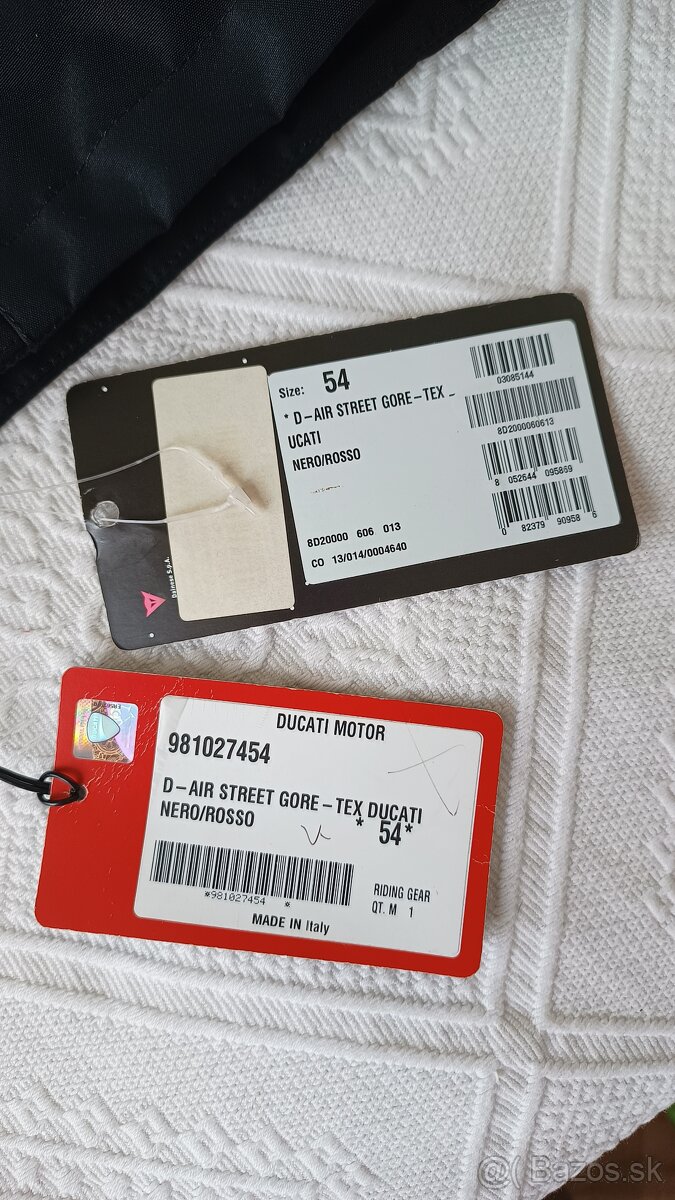 Size: 54
* D-AIR STREET GORE-TEX _
UCATI
NERO/ROSSO
8D20000 606 013
CO 13/014/0004640
03085144
8D2000060613
8 052644 095869
0 82379 90958 6
Dainese S.p.A.
DUCATI MOTOR
981027454
D-AIR STREET GORE-TEX DUCATI
NERO/ROSSO * 54*
*981027454 *
RIDING GEAR
QT. M 1
MADE IN Italy
@ Bazos.sk